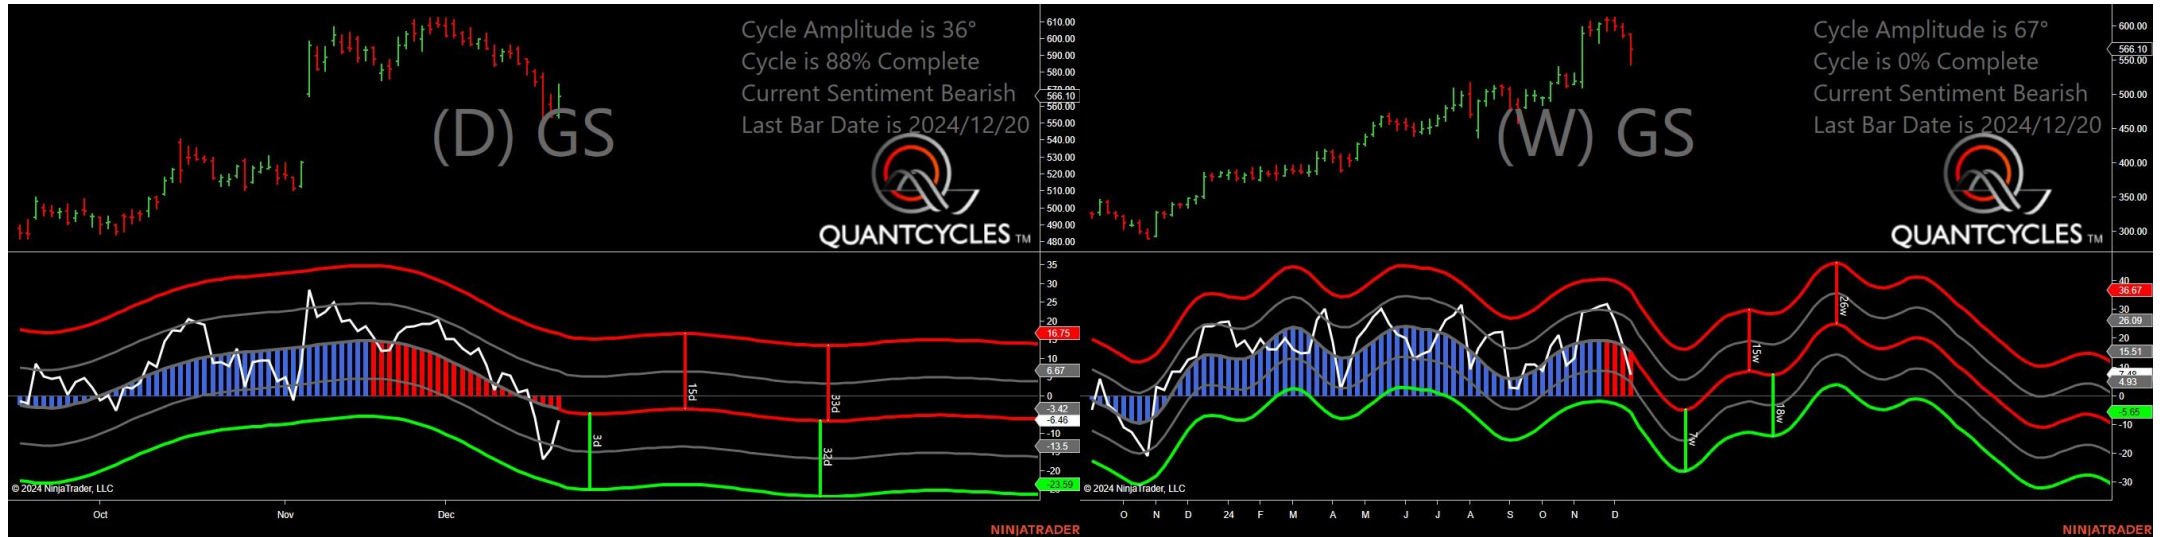 Cycle Amplitude is 36°
Cycle is 88% Complete
Current Sentiment Bearish
Last Bar Date is 2024/12/20
(D) GS
QUANTCYCLES TM
610.00
600.00
590.00
580.00
566.10
560.00
550.00
540.00
530.00
520.00
510.00
500.00
490.00
480.00
35
30
25
20
16.75
10
6.67
0
-3.42
-6.46
-10
-13.5
-20
-23.59
15d
33d
3d
32d
© 2024 NinjaTrader, LLC
Oct
Nov
Dec
NINJATRADER
Cycle Amplitude is 67°
Cycle is 0% Complete
Current Sentiment Bearish
Last Bar Date is 2024/12/20
(W) GS
QUANTCYCLES TM
600.00
566.10
550.00
500.00
450.00
400.00
350.00
300.00
40
36.67
30
26.09
20
15.51
4.93
0
-5.65
-10
-20
-30
26w
15w
18w
7w
© 2024 NinjaTrader, LLC
O N D 24 F M A M J J A S O N D
NINJATRADER